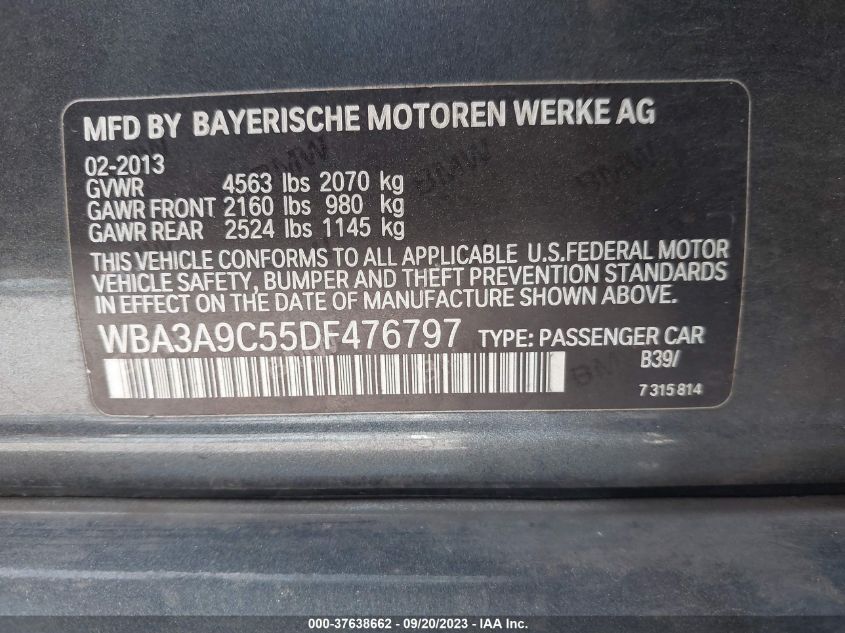 MFD BY BAYERISCHE MOTOREN WERKE AG
02-2013
GVWR 4563 lbs 2070 kg
GAWR FRONT 2160 lbs 980 kg
GAWR REAR 2524 lbs 1145 kg
THIS VEHICLE CONFORMS TO ALL APPLICABLE U.S.FEDERAL MOTOR
VEHICLE SAFETY, BUMPER AND THEFT PREVENTION STANDARDS
IN EFFECT ON THE DATE OF MANUFACTURE SHOWN ABOVE.
WBA3A9C55DF476797 TYPE: PASSENGER CAR
B39/
7 315 814
000-37638662 - 09/20/2023 - © IAA, Inc.